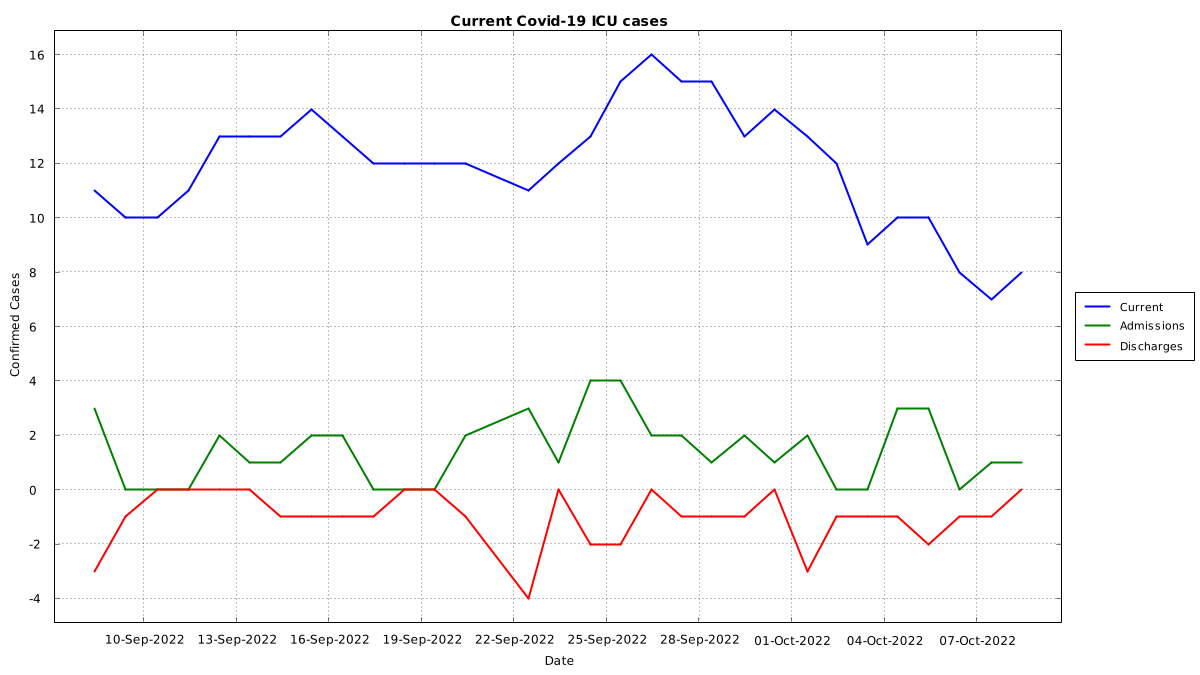 Current Covid-19 ICU cases
Confirmed Cases
16
14
12
10
8
6
4
2
0
-2
-4
10-Sep-2022 13-Sep-2022 16-Sep-2022 19-Sep-2022 22-Sep-2022 25-Sep-2022 28-Sep-2022 01-Oct-2022 04-Oct-2022 07-Oct-2022
Date
Current
Admissions
Discharges